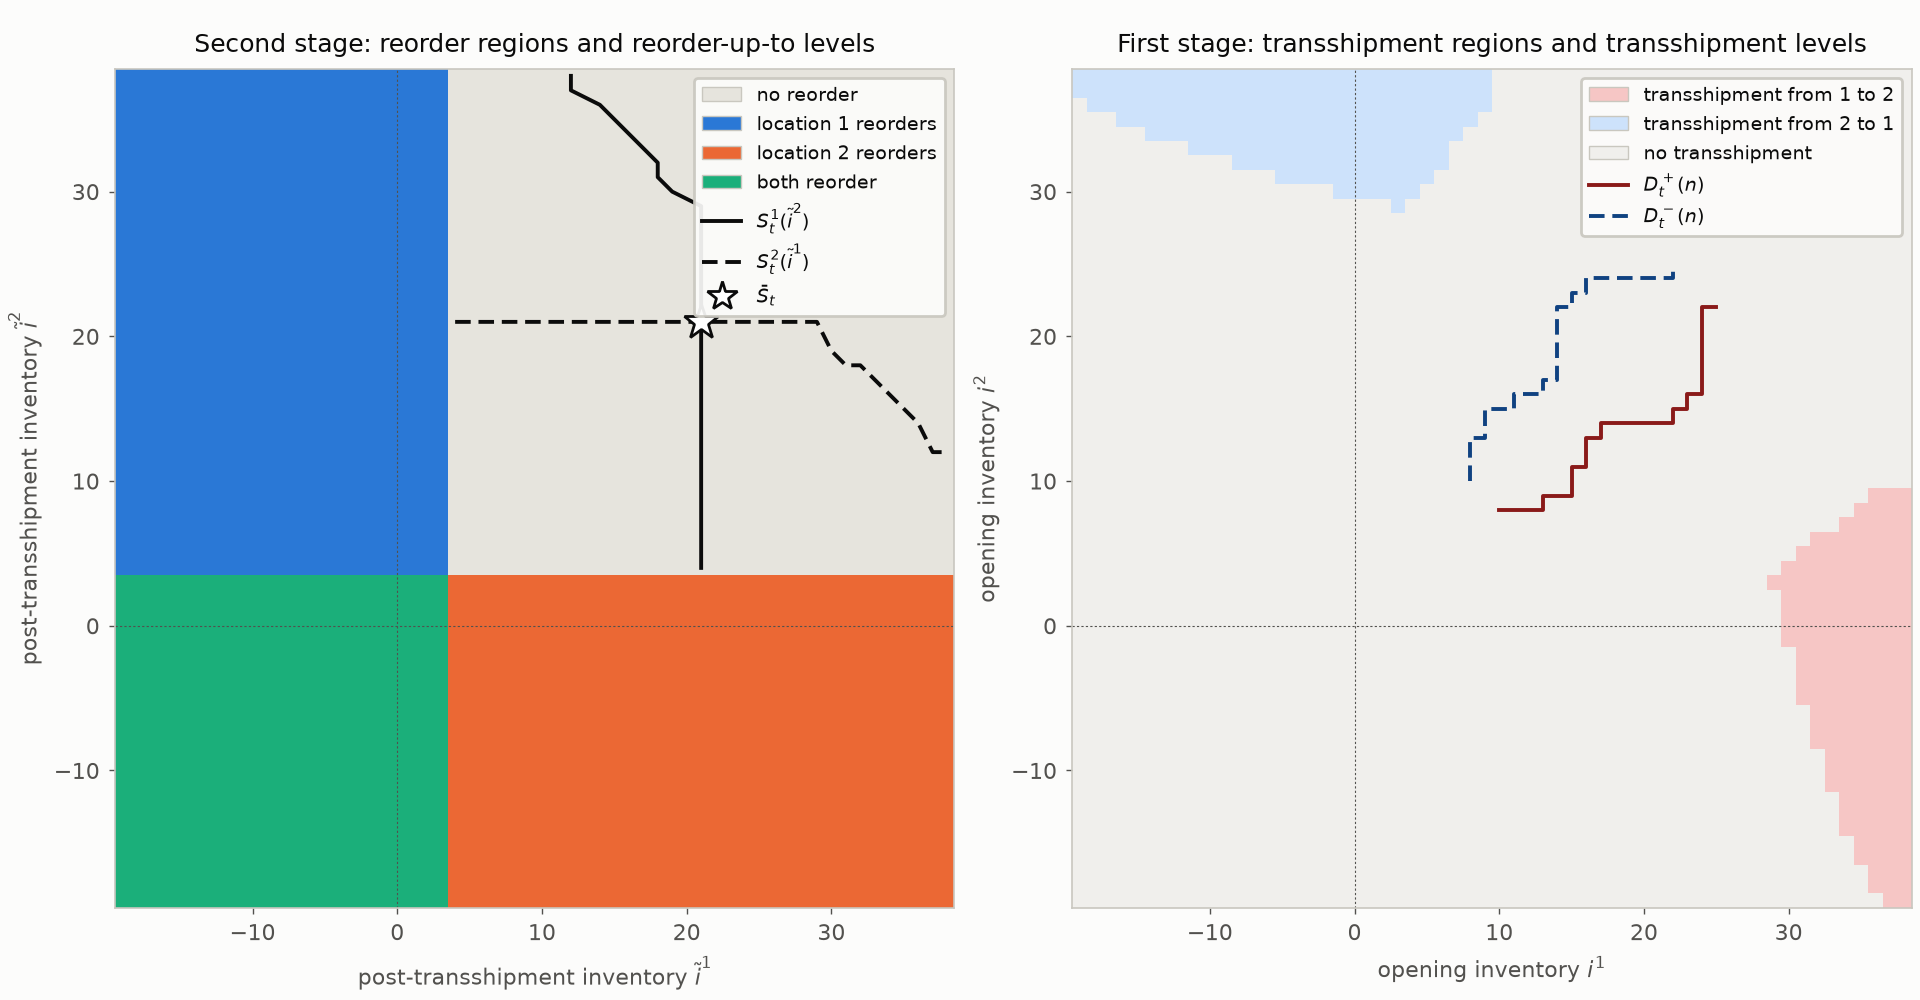 Second stage: reorder regions and reorder-up-to levels
no reorder
location 1 reorders
location 2 reorders
both reorder
S_t^1(ĩ^2)
S_t^2(ĩ^1)
S̄_t
30
20
10
0
−10
−10
0
10
20
30
post-transshipment inventory ĩ^2
post-transshipment inventory ĩ^1
First stage: transshipment regions and transshipment levels
transshipment from 1 to 2
transshipment from 2 to 1
no transshipment
D_t^+(n)
D_t^−(n)
30
20
10
0
−10
−10
0
10
20
30
opening inventory i^2
opening inventory i^1